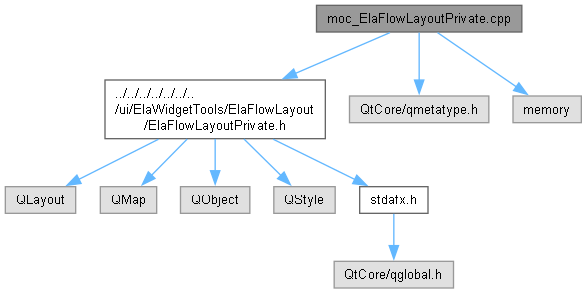 moc_ElaFlowLayoutPrivate.cpp
../../../../../../..
/ui/ElaWidgetTools/ElaFlowLayout
/ElaFlowLayoutPrivate.h
QtCore/qmetatype.h
memory
QLayout
QMap
QObject
QStyle
stdafx.h
QtCore/qglobal.h